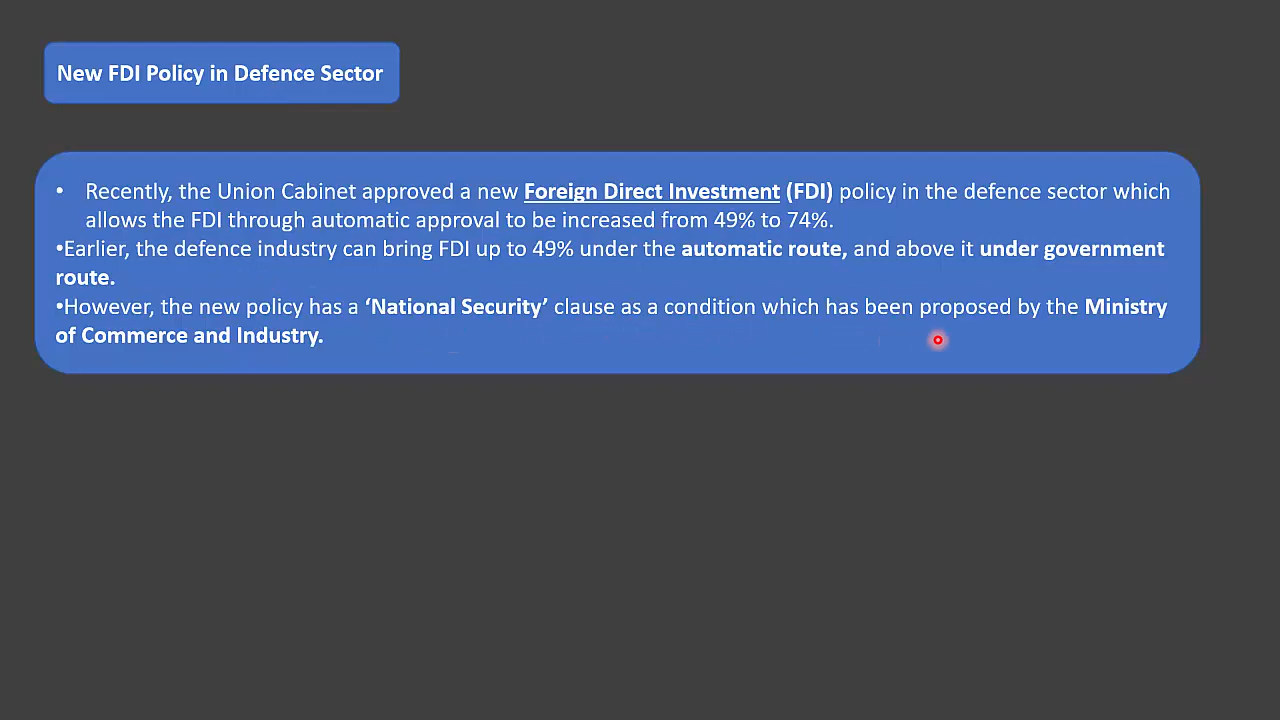 New FDI Policy in Defence Sector
• Recently, the Union Cabinet approved a new Foreign Direct Investment (FDI) policy in the defence sector which
allows the FDI through automatic approval to be increased from 49% to 74%.
•Earlier, the defence industry can bring FDI up to 49% under the automatic route, and above it under government
route.
•However, the new policy has a ‘National Security’ clause as a condition which has been proposed by the Ministry
of Commerce and Industry.